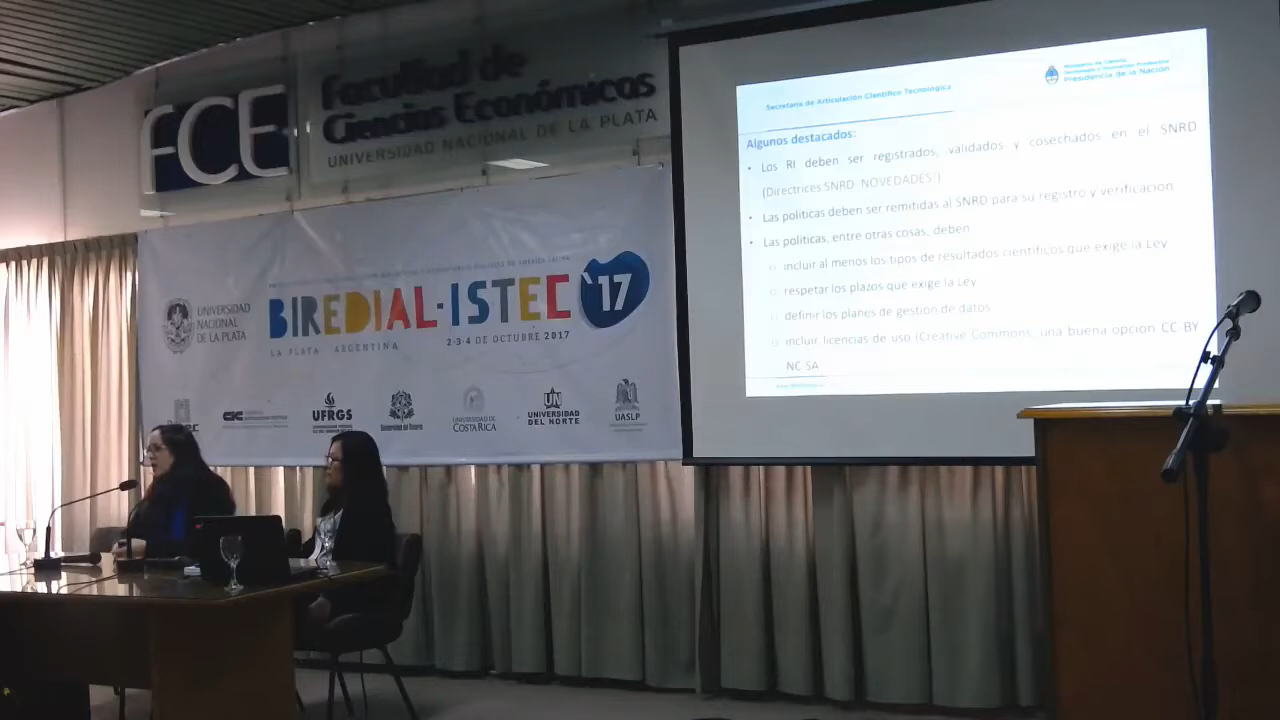 FCE
Facultad de
Ciencias Económicas
UNIVERSIDAD NACIONAL DE LA PLATA
UNIVERSIDAD
NACIONAL
DE LA PLATA
BIREDIAL-ISTEC '17
LA PLATA ARGENTINA
2·3·4 DE OCTUBRE 2017
CIC
UFRGS
UNIVERSIDAD DE
COSTA RICA
UN
UNIVERSIDAD
DEL NORTE
UASLP
Secretaría de Articulación Científico Tecnológica
Presidencia de la Nación
Algunos destacados:
• Los RI deben ser registrados, validados y cosechados en el SNRD
(Directrices SNRD: NOVEDADES!)
• Las políticas deben ser remitidas al SNRD para su registro y verificación
• Las políticas, entre otras cosas, deben
○ incluir al menos los tipos de resultados científicos que exige la Ley
○ respetar los plazos que exige la Ley
○ definir los planes de gestión de datos
○ incluir licencias de uso (Creative Commons, una buena opción CC-BY
NC-SA